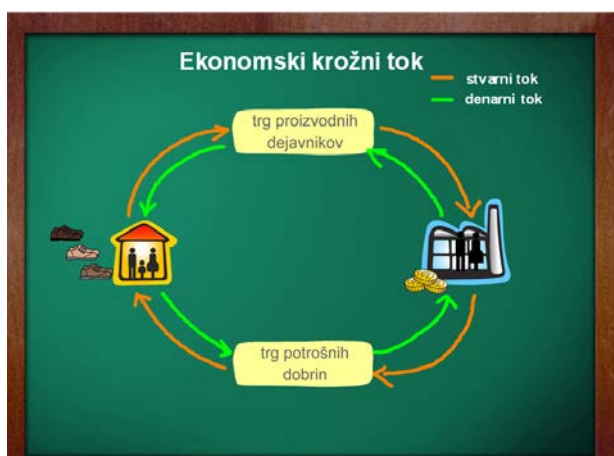 Ekonomski krožni tok
stvarni tok
denarni tok
trg proizvodnih
dejavnikov
trg potrošnih
dobrin